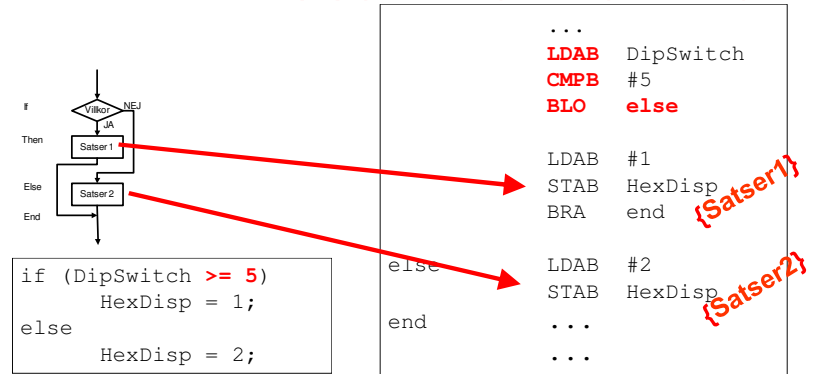 If
Villkor
NEJ
JA
Then
Satser 1
Else
Satser 2
End
if (DipSwitch >= 5)
HexDisp = 1;
else
HexDisp = 2;
...
LDAB DipSwitch
CMPB #5
BLO else
LDAB #1
STAB HexDisp
BRA end
{Satser1}
else LDAB #2
STAB HexDisp
{Satser2}
end ...
...